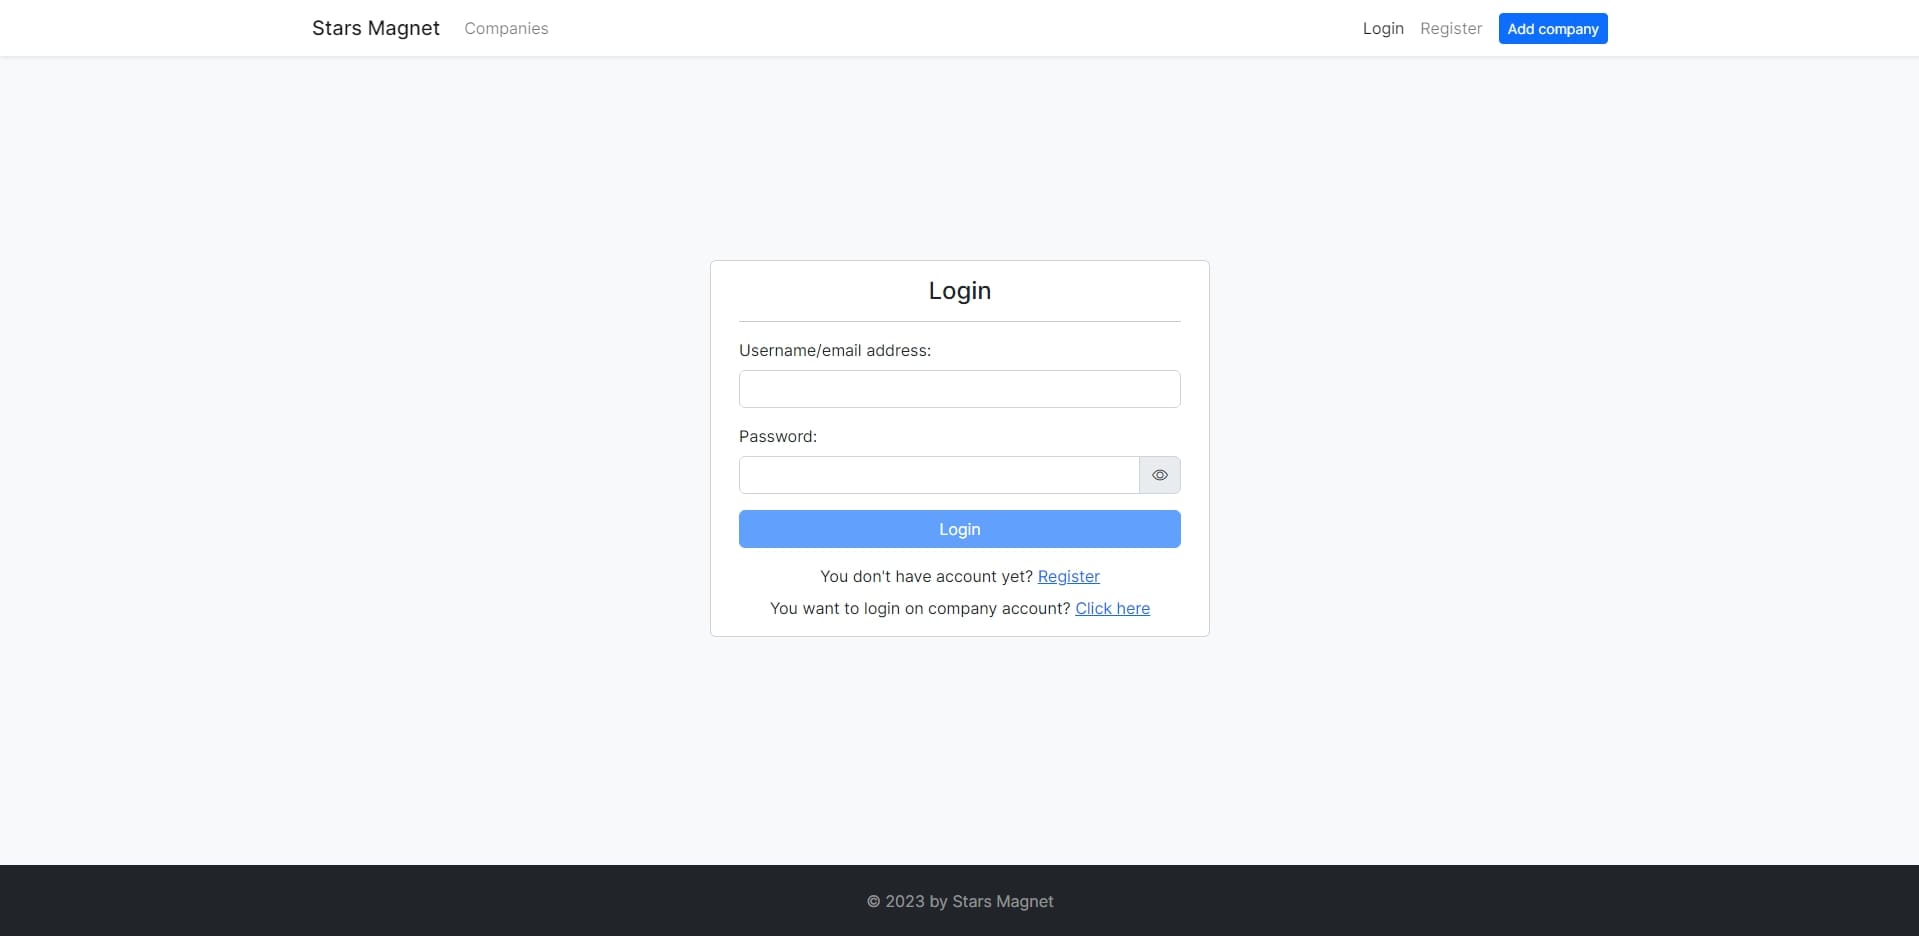 Stars Magnet Companies Login Register Add company
Login
Username/email address:
Password:
Login
You don't have account yet? Register
You want to login on company account? Click here
© 2023 by Stars Magnet